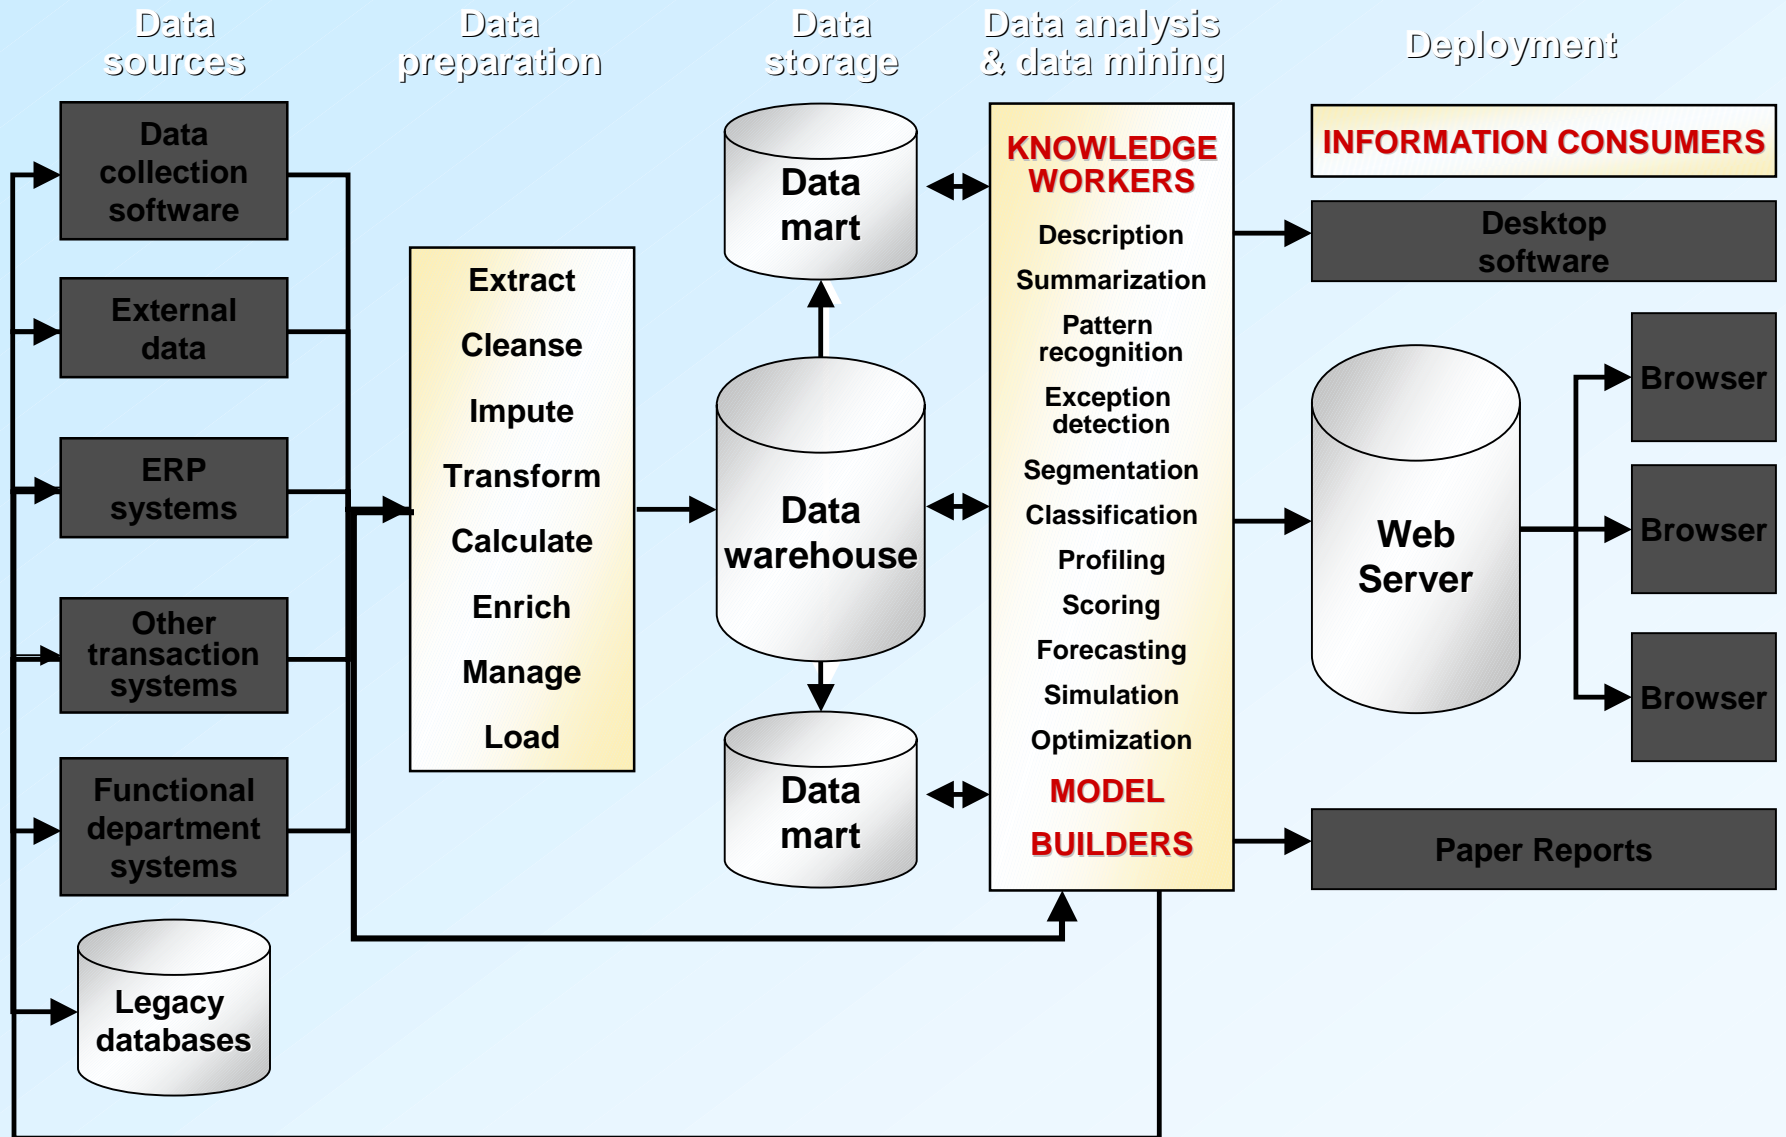 Data
sources
Data
preparation
Data
storage
Data analysis
& data mining
Deployment
Data
collection
software
External
data
ERP
systems
Other
transaction
systems
Functional
department
systems
Legacy
databases
Extract
Cleanse
Impute
Transform
Calculate
Enrich
Manage
Load
Data
mart
Data
warehouse
Data
mart
KNOWLEDGE
WORKERS
Description
Summarization
Pattern
recognition
Exception
detection
Segmentation
Classification
Profiling
Scoring
Forecasting
Simulation
Optimization
MODEL
BUILDERS
INFORMATION CONSUMERS
Desktop
software
Web
Server
Browser
Browser
Browser
Paper Reports